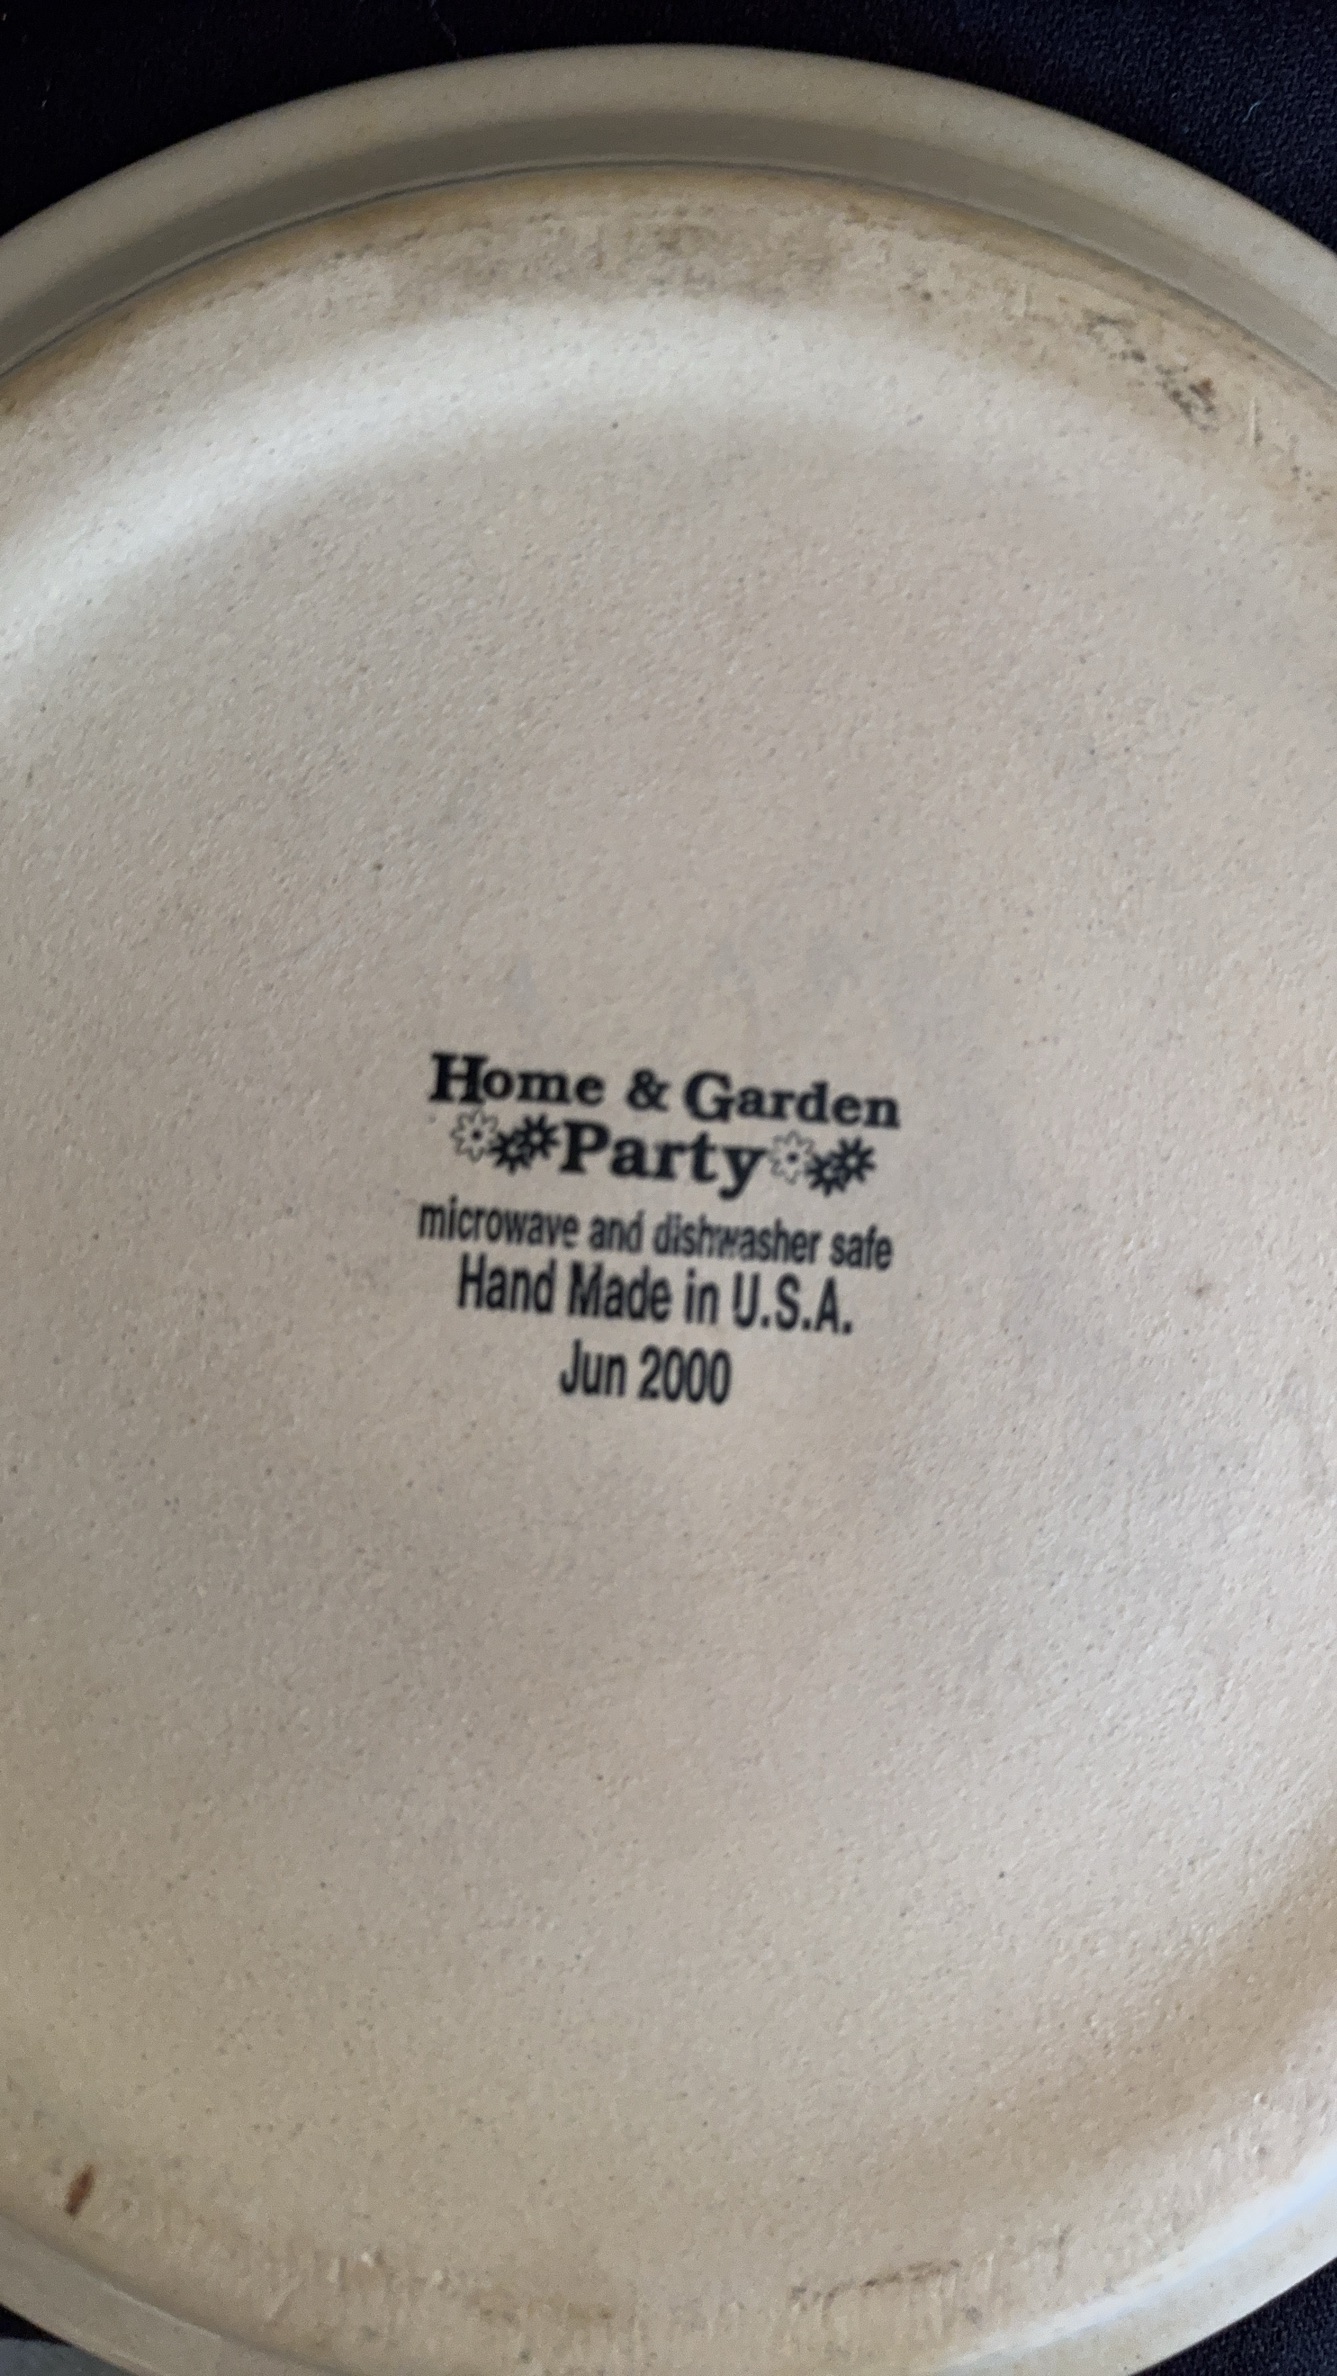 Home & Garden
Party
microwave and dishwasher safe
Hand Made in U.S.A.
Jun 2000